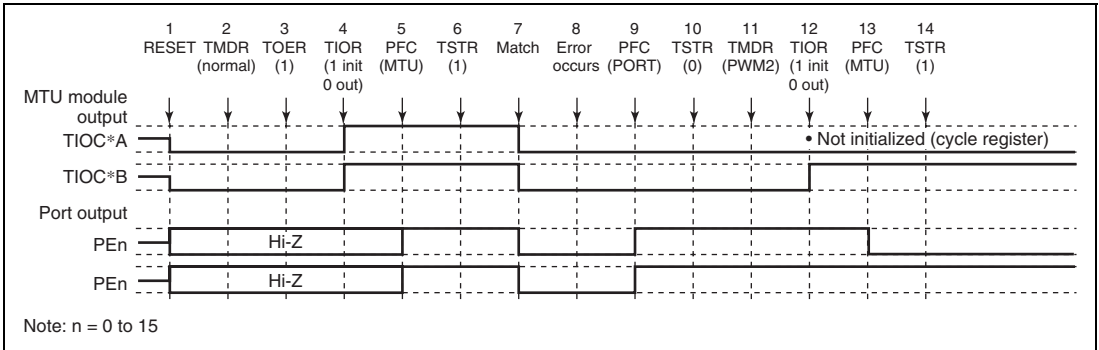 1 2 3 4 5 6 7 8 9 10 11 12 13 14
RESET TMDR TOER TIOR PFC TSTR Match Error PFC TSTR TMDR TIOR PFC TSTR
(normal) (1) (1 init (MTU) (1) occurs (PORT) (0) (PWM2) (1 init (MTU) (1)
0 out) 0 out)
MTU module
output
TIOC*A
• Not initialized (cycle register)
TIOC*B
Port output
PEn Hi-Z
PEn Hi-Z
Note: n = 0 to 15